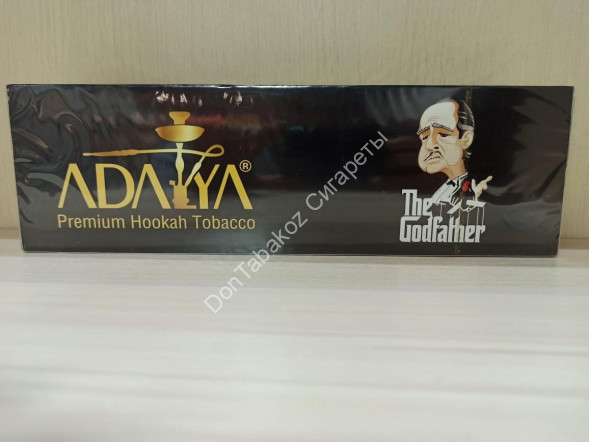 ADALYA®
Premium Hookah Tobacco
The
Godfather
DonTabakoz Сигареты